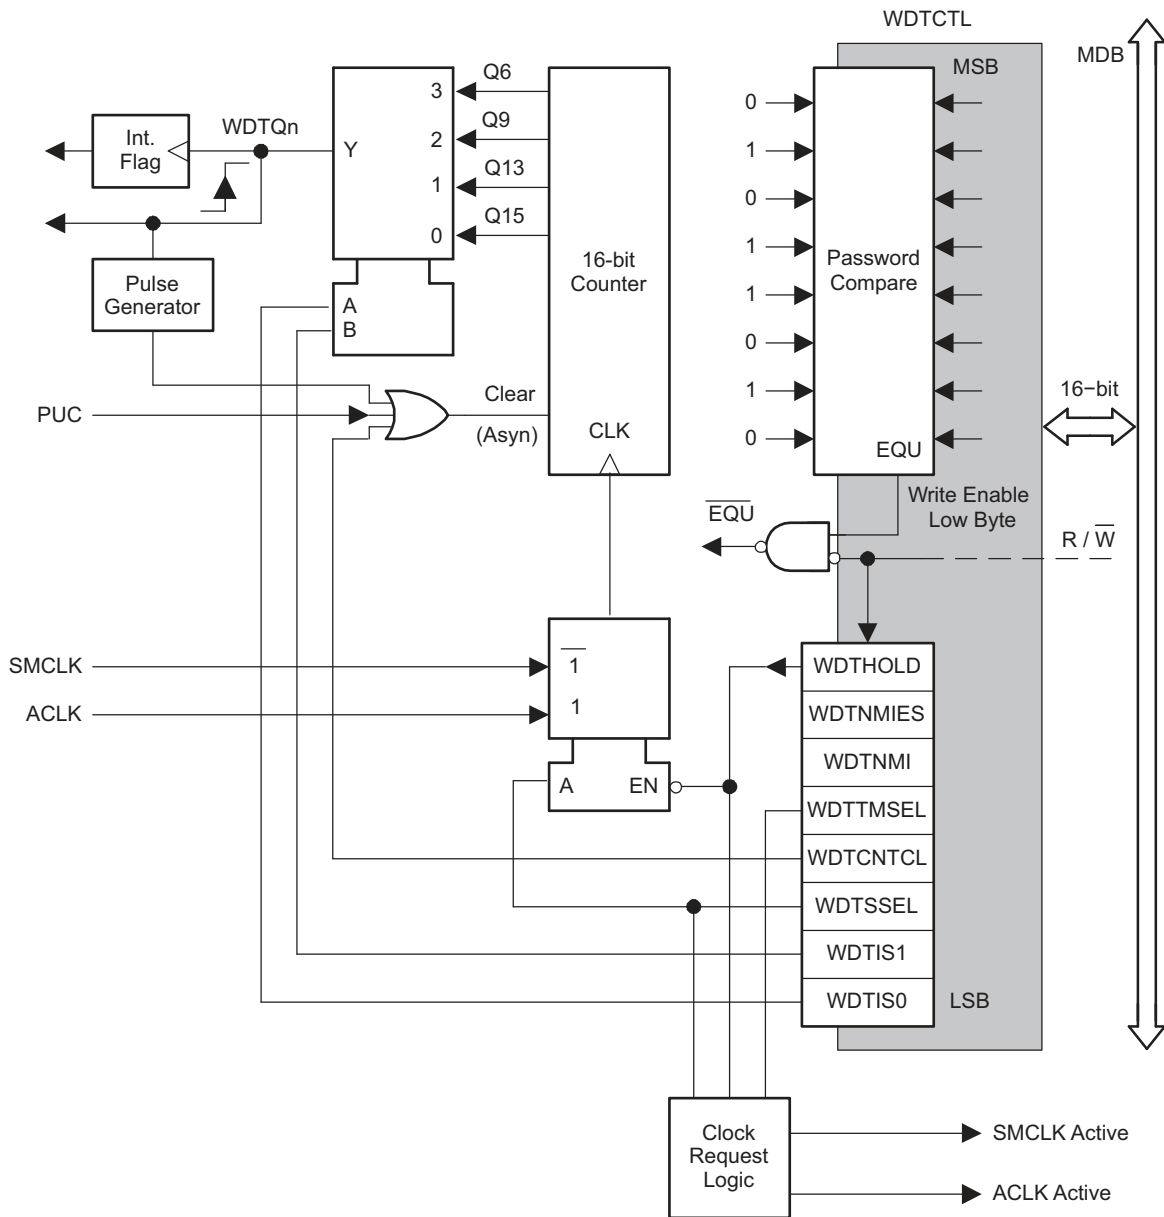 WDTCTL
MDB
MSB
3
Q6
2
Q9
1
Q13
0
Q15
Y
WDTQn
Int.
Flag
Pulse
Generator
A
B
16-bit
Counter
CLK
Clear
(Asyn)
PUC
0
1
0
1
1
0
1
0
Password
Compare
EQU
16−bit
Write Enable
Low Byte
E̅Q̅U̅
R / W̅
SMCLK
ACLK
1̅
1
A
EN
WDTHOLD
WDTNMIES
WDTNMI
WDTTMSEL
WDTCNTCL
WDTSSEL
WDTIS1
WDTIS0
LSB
Clock
Request
Logic
SMCLK Active
ACLK Active